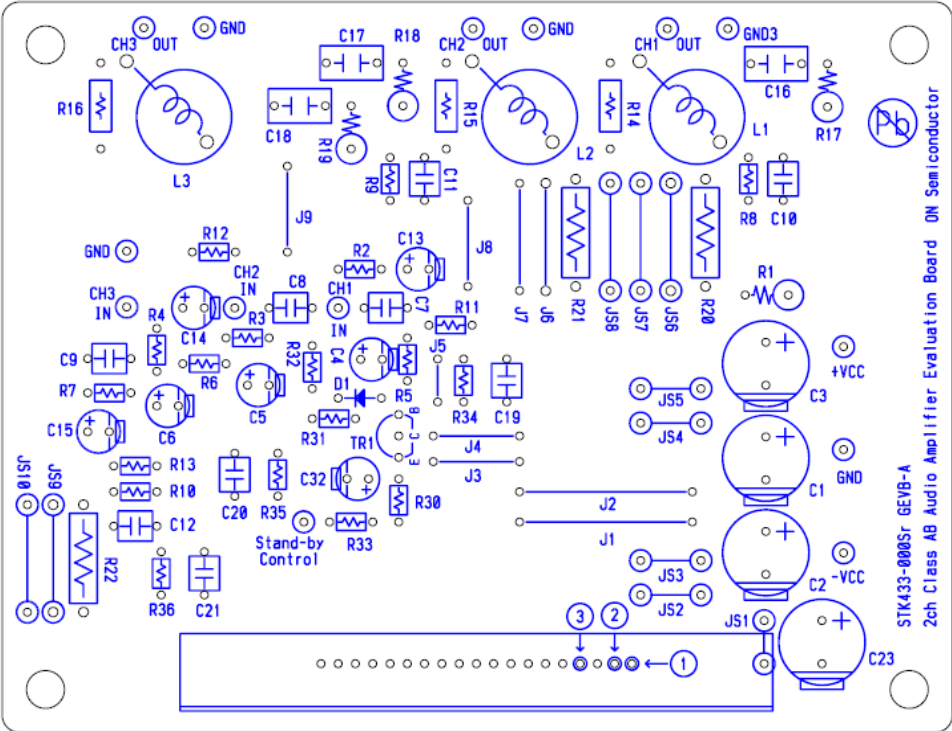 CH3 OUT
GND
C17
R18
CH2 OUT
GND
CH1 OUT
GND3
R16
C18
R19
R15
R14
C16
R17
L3
L2
L1
Pb
R9
C11
J9
J8
R8
C10
GND
R12
R2
C13
J7
J6
R21
JS8
JS7
JS6
R20
R1
CH3
IN
R4
C14
CH2
IN
R3
C8
CH1
IN
C7
R11
J5
+VCC
C9
R6
R32
C4
R5
R7
C5
D1
R34
C19
JS5
C3
C15
C6
R31
TR1
B
C
E
JS4
J4
J3
GND
JS10
JS9
R13
R10
C20
R35
C32
R30
C1
J2
J1
C12
Stand-by
Control
R33
R22
R36
C21
JS3
JS2
C2
-VCC
JS1
C23
3
2
1
STK433-000Sr GEVB-A
2ch Class AB Audio Amplifier Evaluation Board ON Semiconductor